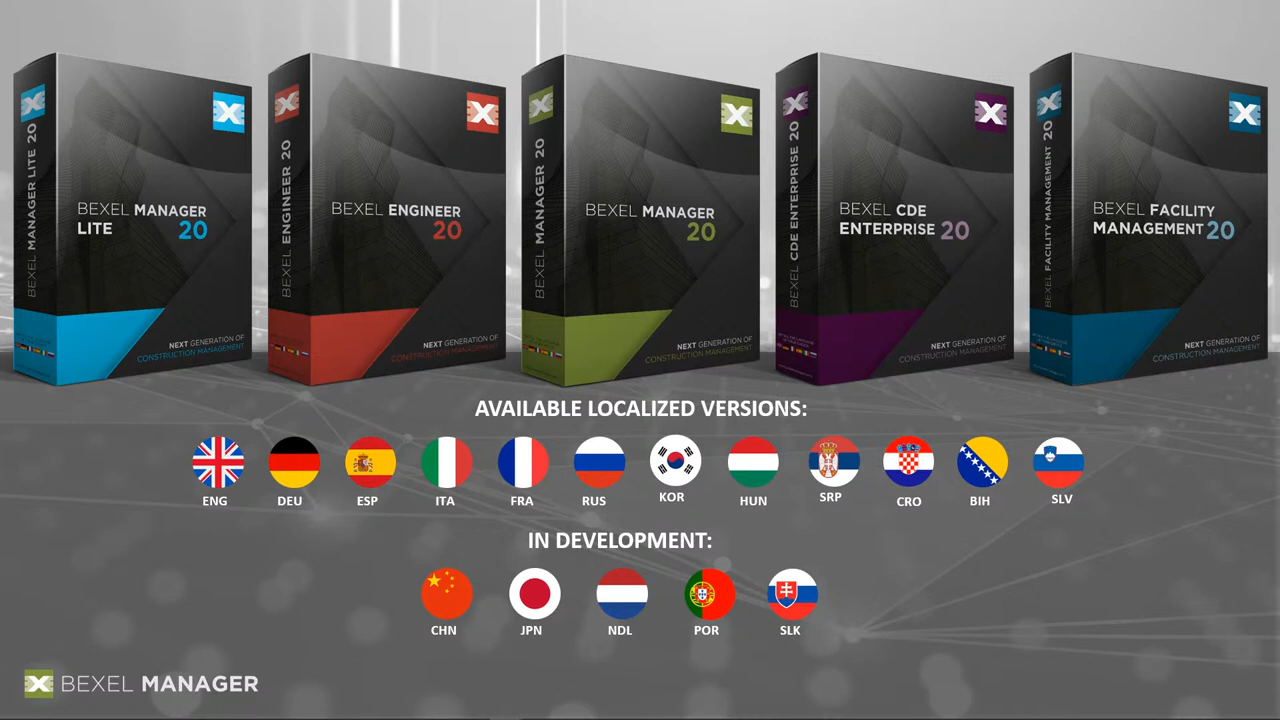 BEXEL MANAGER LITE 20
BEXEL MANAGER
LITE 20
NEXT GENERATION OF
CONSTRUCTION MANAGEMENT
BEXEL ENGINEER 20
BEXEL ENGINEER
20
NEXT GENERATION OF
CONSTRUCTION MANAGEMENT
BEXEL MANAGER 20
BEXEL MANAGER
20
NEXT GENERATION OF
CONSTRUCTION MANAGEMENT
BEXEL CDE ENTERPRISE 20
BEXEL CDE
ENTERPRISE 20
NEXT GENERATION OF
CONSTRUCTION MANAGEMENT
BEXEL FACILITY MANAGEMENT 20
BEXEL FACILITY
MANAGEMENT 20
NEXT GENERATION OF
CONSTRUCTION MANAGEMENT
AVAILABLE LOCALIZED VERSIONS:
ENG DEU ESP ITA FRA RUS KOR HUN SRP CRO BIH SLV
IN DEVELOPMENT:
CHN JPN NDL POR SLK
BEXEL MANAGER